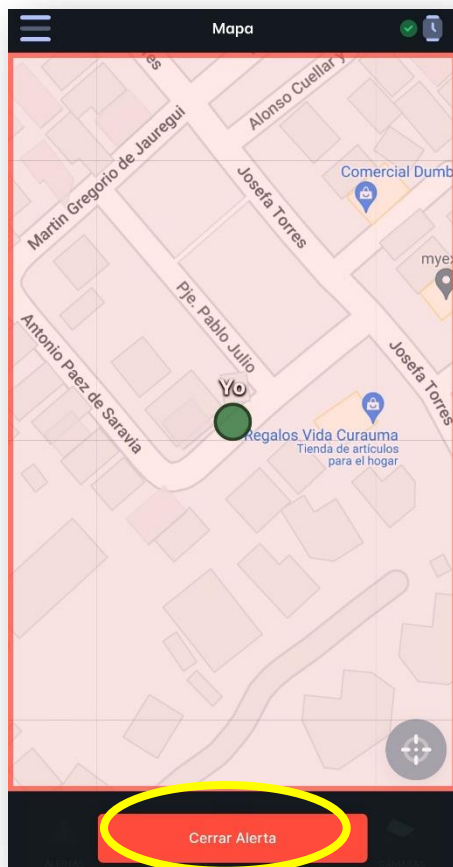 Mapa
es
Alonso Cuellar y
Martin Gregorio de Jauregui
Comercial Dumb
Josefa Torres
myex
Pje. Pablo Julio
Antonio Paez de Saravia
Josefa Torres
Yo
Regalos Vida Curauma
Tienda de artículos
para el hogar
Cerrar Alerta